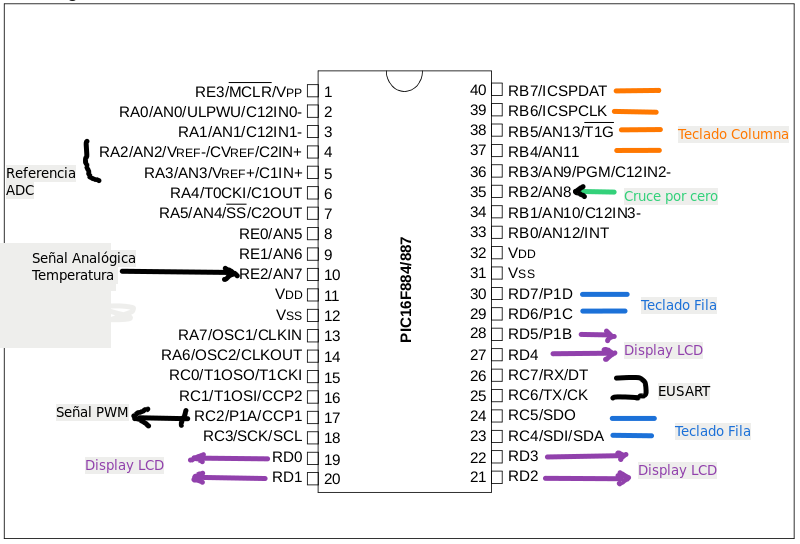 RE3/MCLR/VPP 1
RA0/AN0/ULPWU/C12IN0- 2
RA1/AN1/C12IN1- 3
RA2/AN2/VREF-/CVREF/C2IN+ 4
RA3/AN3/VREF+/C1IN+ 5
RA4/T0CKI/C1OUT 6
RA5/AN4/SS/C2OUT 7
RE0/AN5 8
RE1/AN6 9
RE2/AN7 10
VDD 11
VSS 12
RA7/OSC1/CLKIN 13
RA6/OSC2/CLKOUT 14
RC0/T1OSO/T1CKI 15
RC1/T1OSI/CCP2 16
RC2/P1A/CCP1 17
RC3/SCK/SCL 18
RD0 19
RD1 20
Referencia
ADC
Señal Analógica
Temperatura
Señal PWM
Display LCD
PIC16F884/887
40 RB7/ICSPDAT
39 RB6/ICSPCLK
38 RB5/AN13/T1G
37 RB4/AN11
36 RB3/AN9/PGM/C12IN2-
35 RB2/AN8
34 RB1/AN10/C12IN3-
33 RB0/AN12/INT
32 VDD
31 VSS
30 RD7/P1D
29 RD6/P1C
28 RD5/P1B
27 RD4
26 RC7/RX/DT
25 RC6/TX/CK
24 RC5/SDO
23 RC4/SDI/SDA
22 RD3
21 RD2
Teclado Columna
Cruce por cero
Teclado Fila
Display LCD
EUSART
Teclado Fila
Display LCD